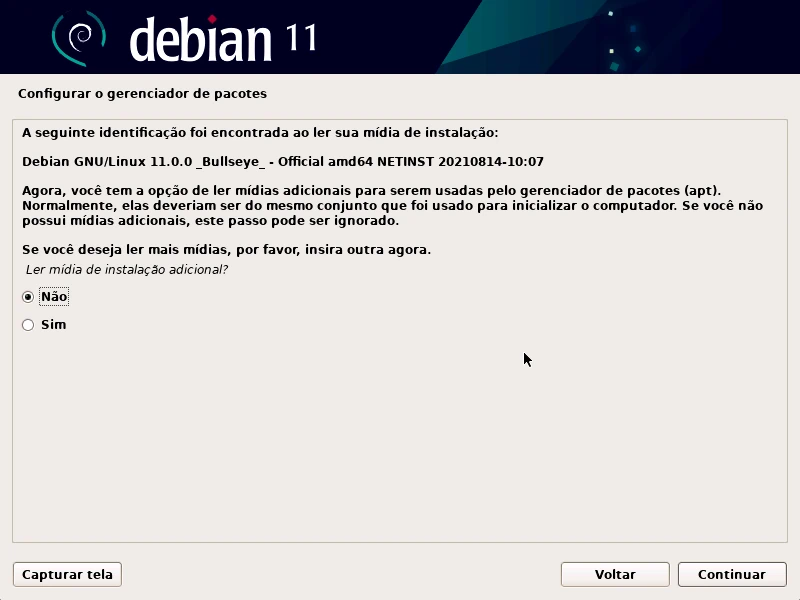 debian 11
Configurar o gerenciador de pacotes
A seguinte identificação foi encontrada ao ler sua mídia de instalação:
Debian GNU/Linux 11.0.0 _Bullseye_ - Official amd64 NETINST 20210814-10:07
Agora, você tem a opção de ler mídias adicionais para serem usadas pelo gerenciador de pacotes (apt).
Normalmente, elas deveriam ser do mesmo conjunto que foi usado para inicializar o computador. Se você não
possui mídias adicionais, este passo pode ser ignorado.
Se você deseja ler mais mídias, por favor, insira outra agora.
Ler mídia de instalação adicional?
Não
Sim
Capturar tela
Voltar
Continuar